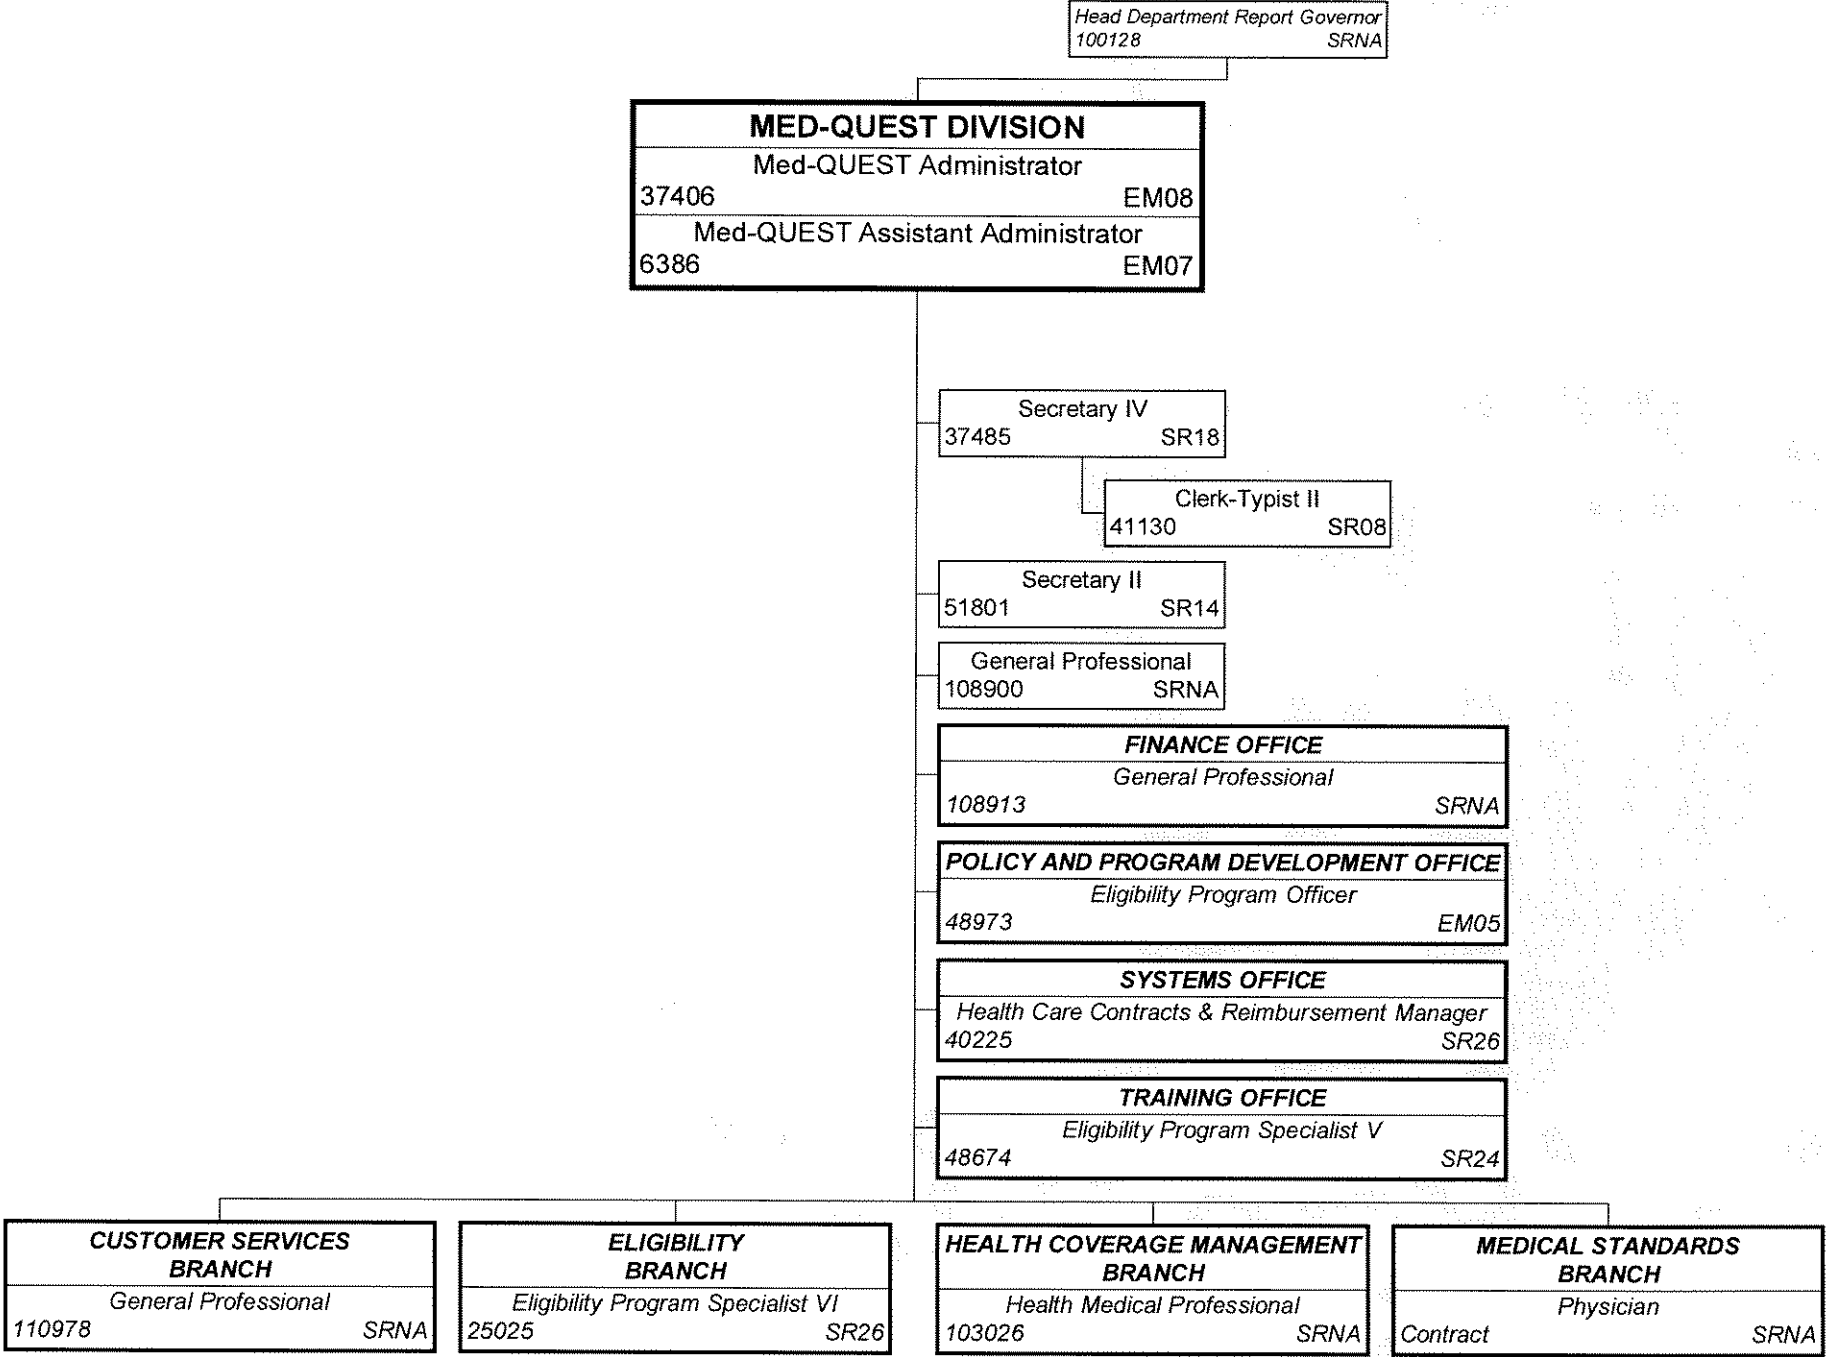 Head Department Report Governor
100128 SRNA
MED-QUEST DIVISION
Med-QUEST Administrator
37406 EM08
Med-QUEST Assistant Administrator
6386 EM07
Secretary IV
37485 SR18
Clerk-Typist II
41130 SR08
Secretary II
51801 SR14
General Professional
108900 SRNA
FINANCE OFFICE
General Professional
108913 SRNA
POLICY AND PROGRAM DEVELOPMENT OFFICE
Eligibility Program Officer
48973 EM05
SYSTEMS OFFICE
Health Care Contracts & Reimbursement Manager
40225 SR26
TRAINING OFFICE
Eligibility Program Specialist V
48674 SR24
CUSTOMER SERVICES
BRANCH
General Professional
110978 SRNA
ELIGIBILITY
BRANCH
Eligibility Program Specialist VI
25025 SR26
HEALTH COVERAGE MANAGEMENT
BRANCH
Health Medical Professional
103026 SRNA
MEDICAL STANDARDS
BRANCH
Physician
Contract SRNA